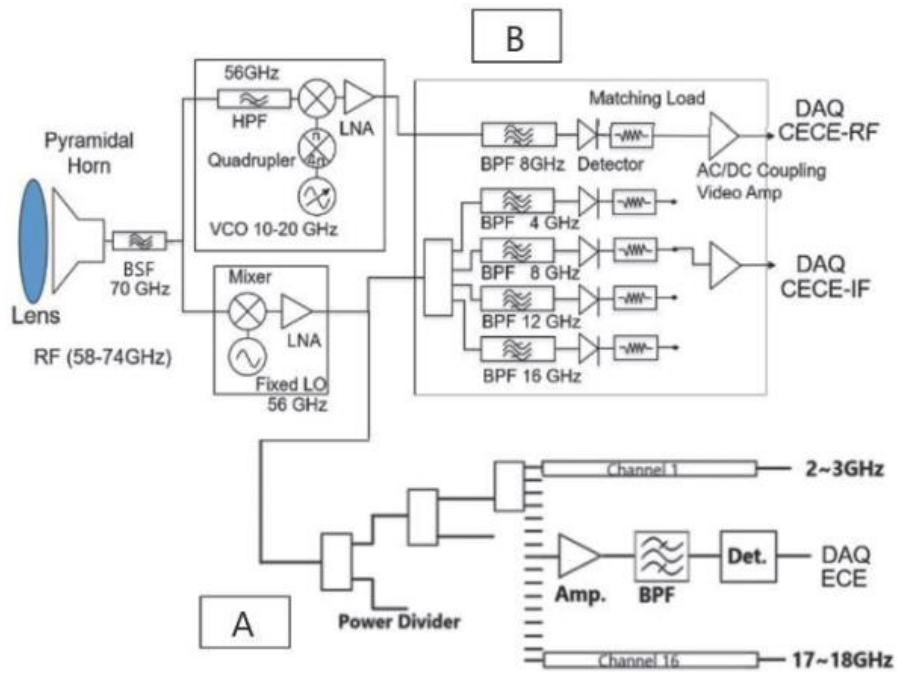 B
56GHz
HPF
LNA
Quadrupler
n
4n
VCO 10-20 GHz
Pyramidal
Horn
BSF
70 GHz
Lens
RF (58-74GHz)
Mixer
LNA
Fixed LO
56 GHz
Matching Load
BPF 8GHz Detector
AC/DC Coupling
Video Amp
DAQ
CECE-RF
BPF 4 GHz
BPF 8 GHz
BPF 12 GHz
BPF 16 GHz
DAQ
CECE-IF
Channel 1
2~3GHz
Amp.
BPF
Det.
DAQ
ECE
A
Power Divider
Channel 16
17~18GHz